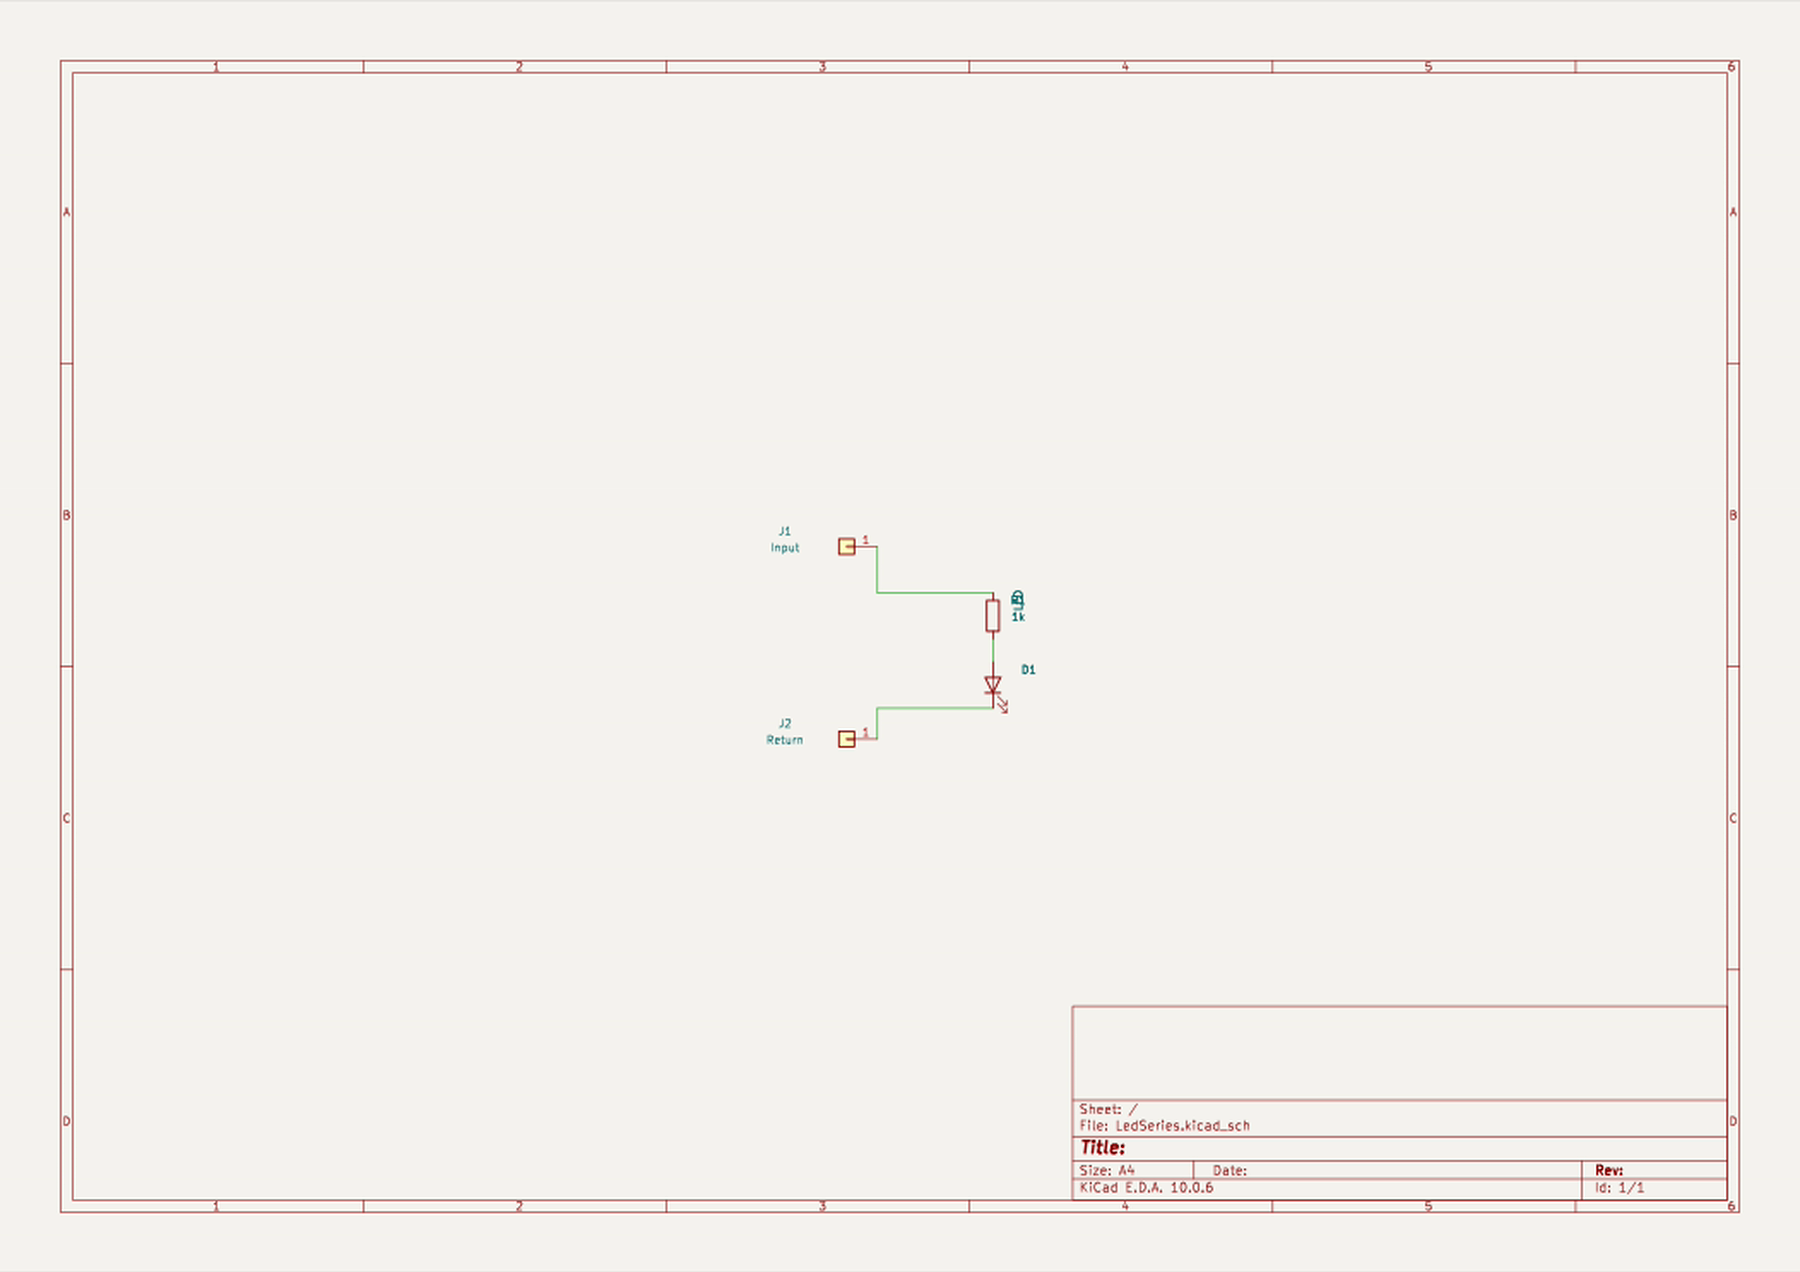 1 2 3 4 5 6
A A
B B
J1
Input
1
1k
D1
J2
Return
1
C C
Sheet: /
File: LedSeries.kicad_sch
D D
Title:
Size: A4 Date: Rev:
KiCad E.D.A. 10.0.6 Id: 1/1
1 2 3 4 5 6